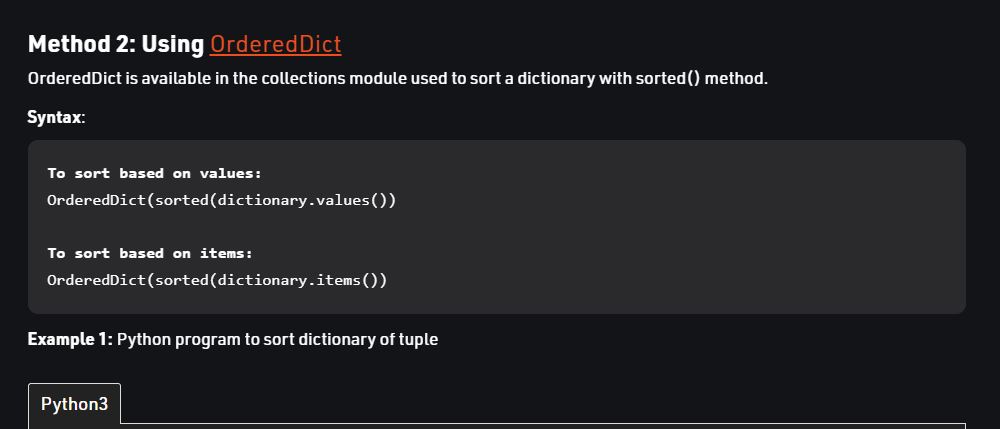 Method 2: Using OrderedDict
OrderedDict is available in the collections module used to sort a dictionary with sorted() method.
Syntax:
To sort based on values:
OrderedDict(sorted(dictionary.values())
To sort based on items:
OrderedDict(sorted(dictionary.items())
Example 1: Python program to sort dictionary of tuple
Python3